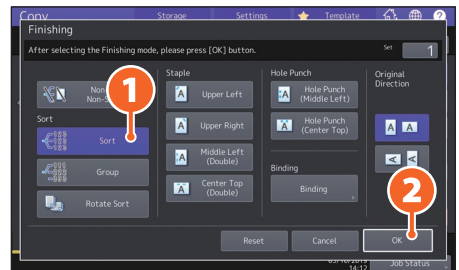 Copy Storage Settings Template
Finishing
After selecting the Finishing mode, please press [OK] button.
Set 1
Staple
Hole Punch
Original
Direction
Non-
Non-S
1
Upper Left
Hole Punch
(Middle Left)
Sort
Sort
Upper Right
Hole Punch
(Center Top)
A A
Group
Middle Left
(Double)
Binding
Rotate Sort
Center Top
(Double)
Binding
2
Reset
Cancel
OK
14:12
Job Status